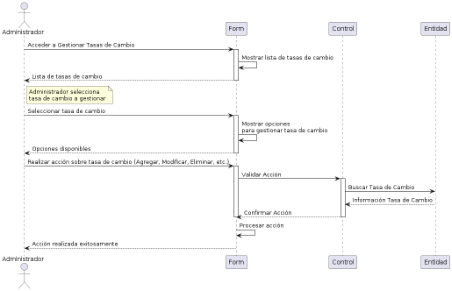 Administrador
Form
Control
Entidad
Acceder a Gestionar Tasas de Cambio
Mostrar lista de tasas de cambio
Lista de tasas de cambio
Administrador selecciona
tasa de cambio a gestionar
Seleccionar tasa de cambio
Mostrar opciones
para gestionar tasa de cambio
Opciones disponibles
Realizar acción sobre tasa de cambio (Agregar, Modificar, Eliminar, etc.)
Validar Acción
Buscar Tasa de Cambio
Información Tasa de Cambio
Confirmar Acción
Procesar acción
Acción realizada exitosamente
Administrador
Form
Control
Entidad